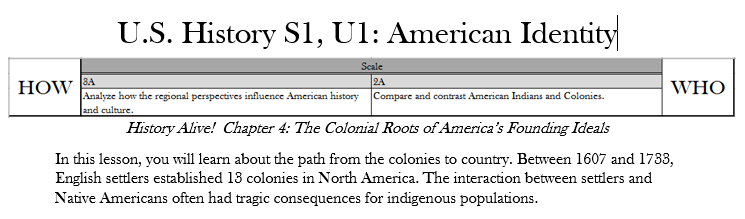 U.S. History S1, U1: American Identity
HOW
Scale
3A
2A
Analyze how the regional perspectives influence American history
and culture.
Compare and contrast American Indians and Colonies.
WHO
History Alive! Chapter 4: The Colonial Roots of America's Founding Ideals
In this lesson, you will learn about the path from the colonies to country. Between 1607 and 1733,
English settlers established 13 colonies in North America. The interaction between settlers and
Native Americans often had tragic consequences for indigenous populations.